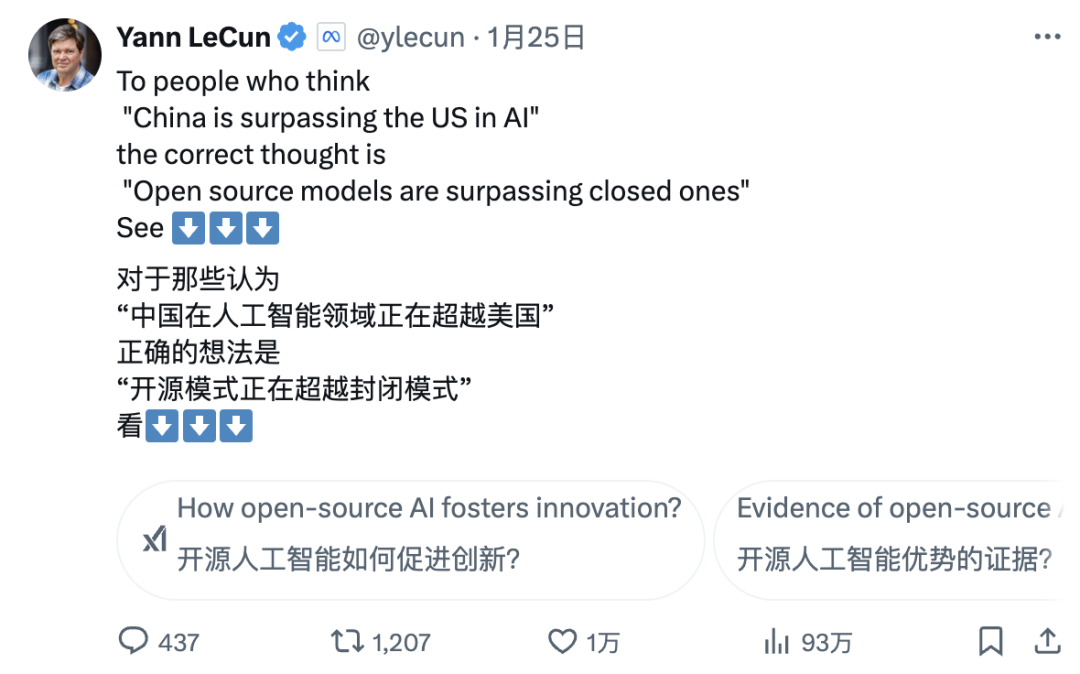 Yann LeCun @ylecun · 1月25日
To people who think
"China is surpassing the US in AI"
the correct thought is
"Open source models are surpassing closed ones"
See ⬇️⬇️⬇️
对于那些认为
“中国在人工智能领域正在超越美国”
正确的想法是
“开源模式正在超越封闭模式”
看⬇️⬇️⬇️
How open-source AI fosters innovation?
开源人工智能如何促进创新?
Evidence of open-source
开源人工智能优势的证据?
437 1,207 1万 93万